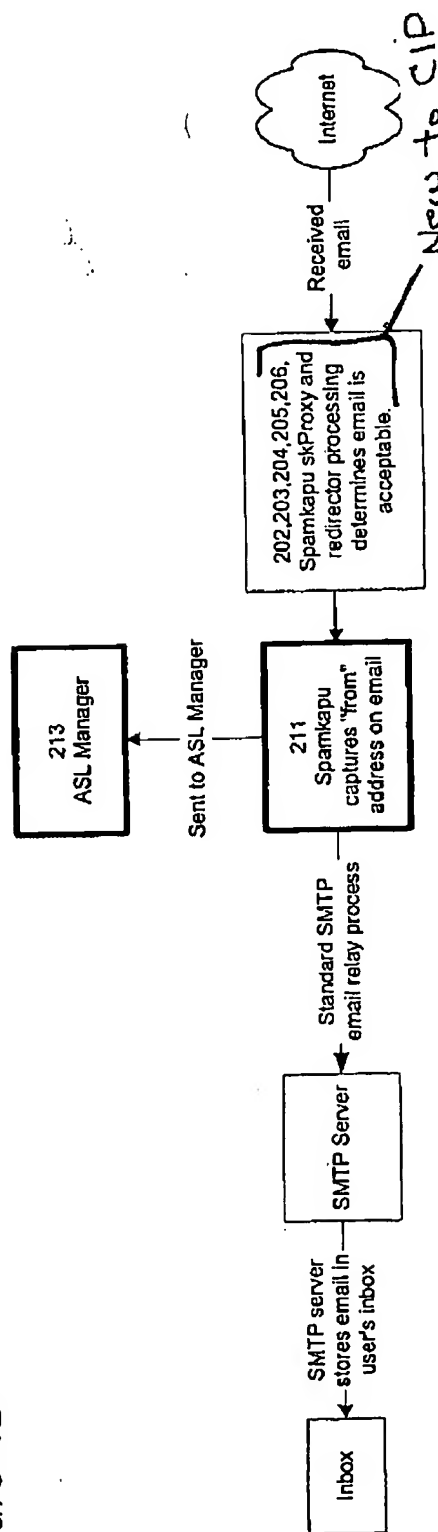 213
ASL Manager
Sent to ASL Manager
Inbox
SMTP server
stores email in
user's inbox
SMTP Server
Standard SMTP
email relay process
211
Spamkapu
captures "from"
address on email
202,203,204,205,206,
Spamkapu skProxy and
redirector processing
determines email is
acceptable.
Received
email
Internet
New to CIP